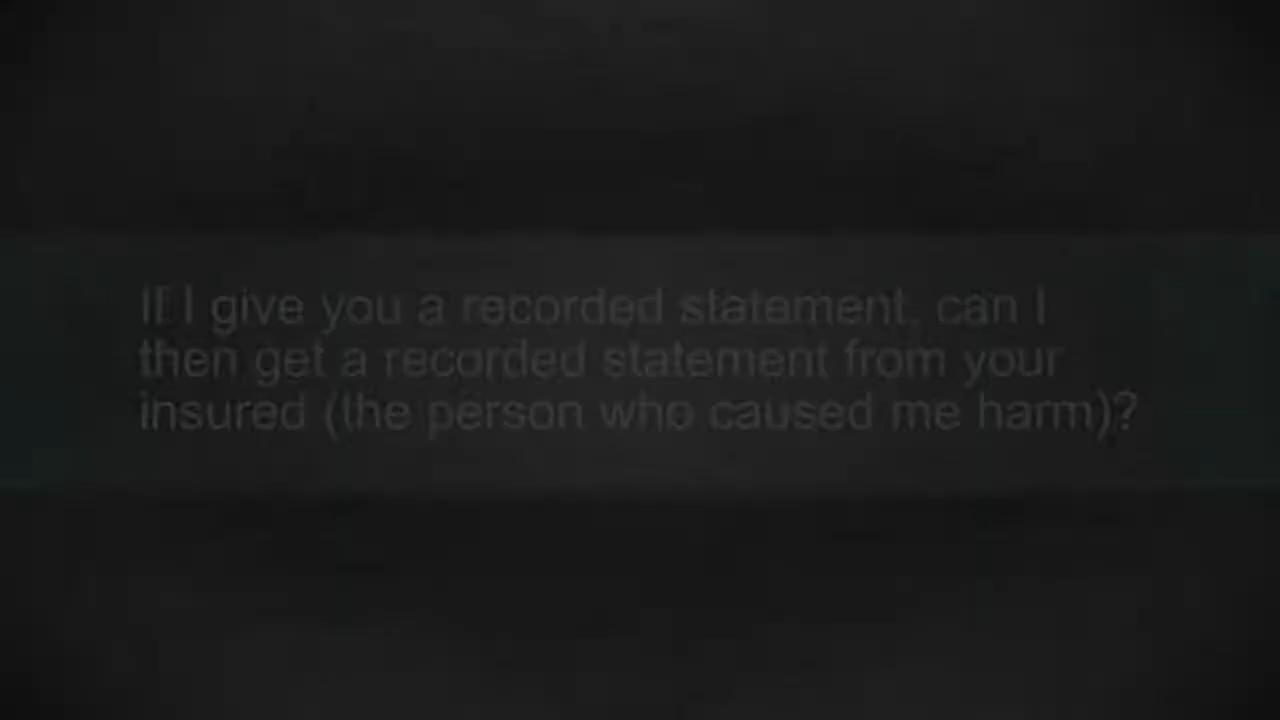 If I give you a recorded statement, can I
then get a recorded statement from your
insured (the person who caused me harm)?